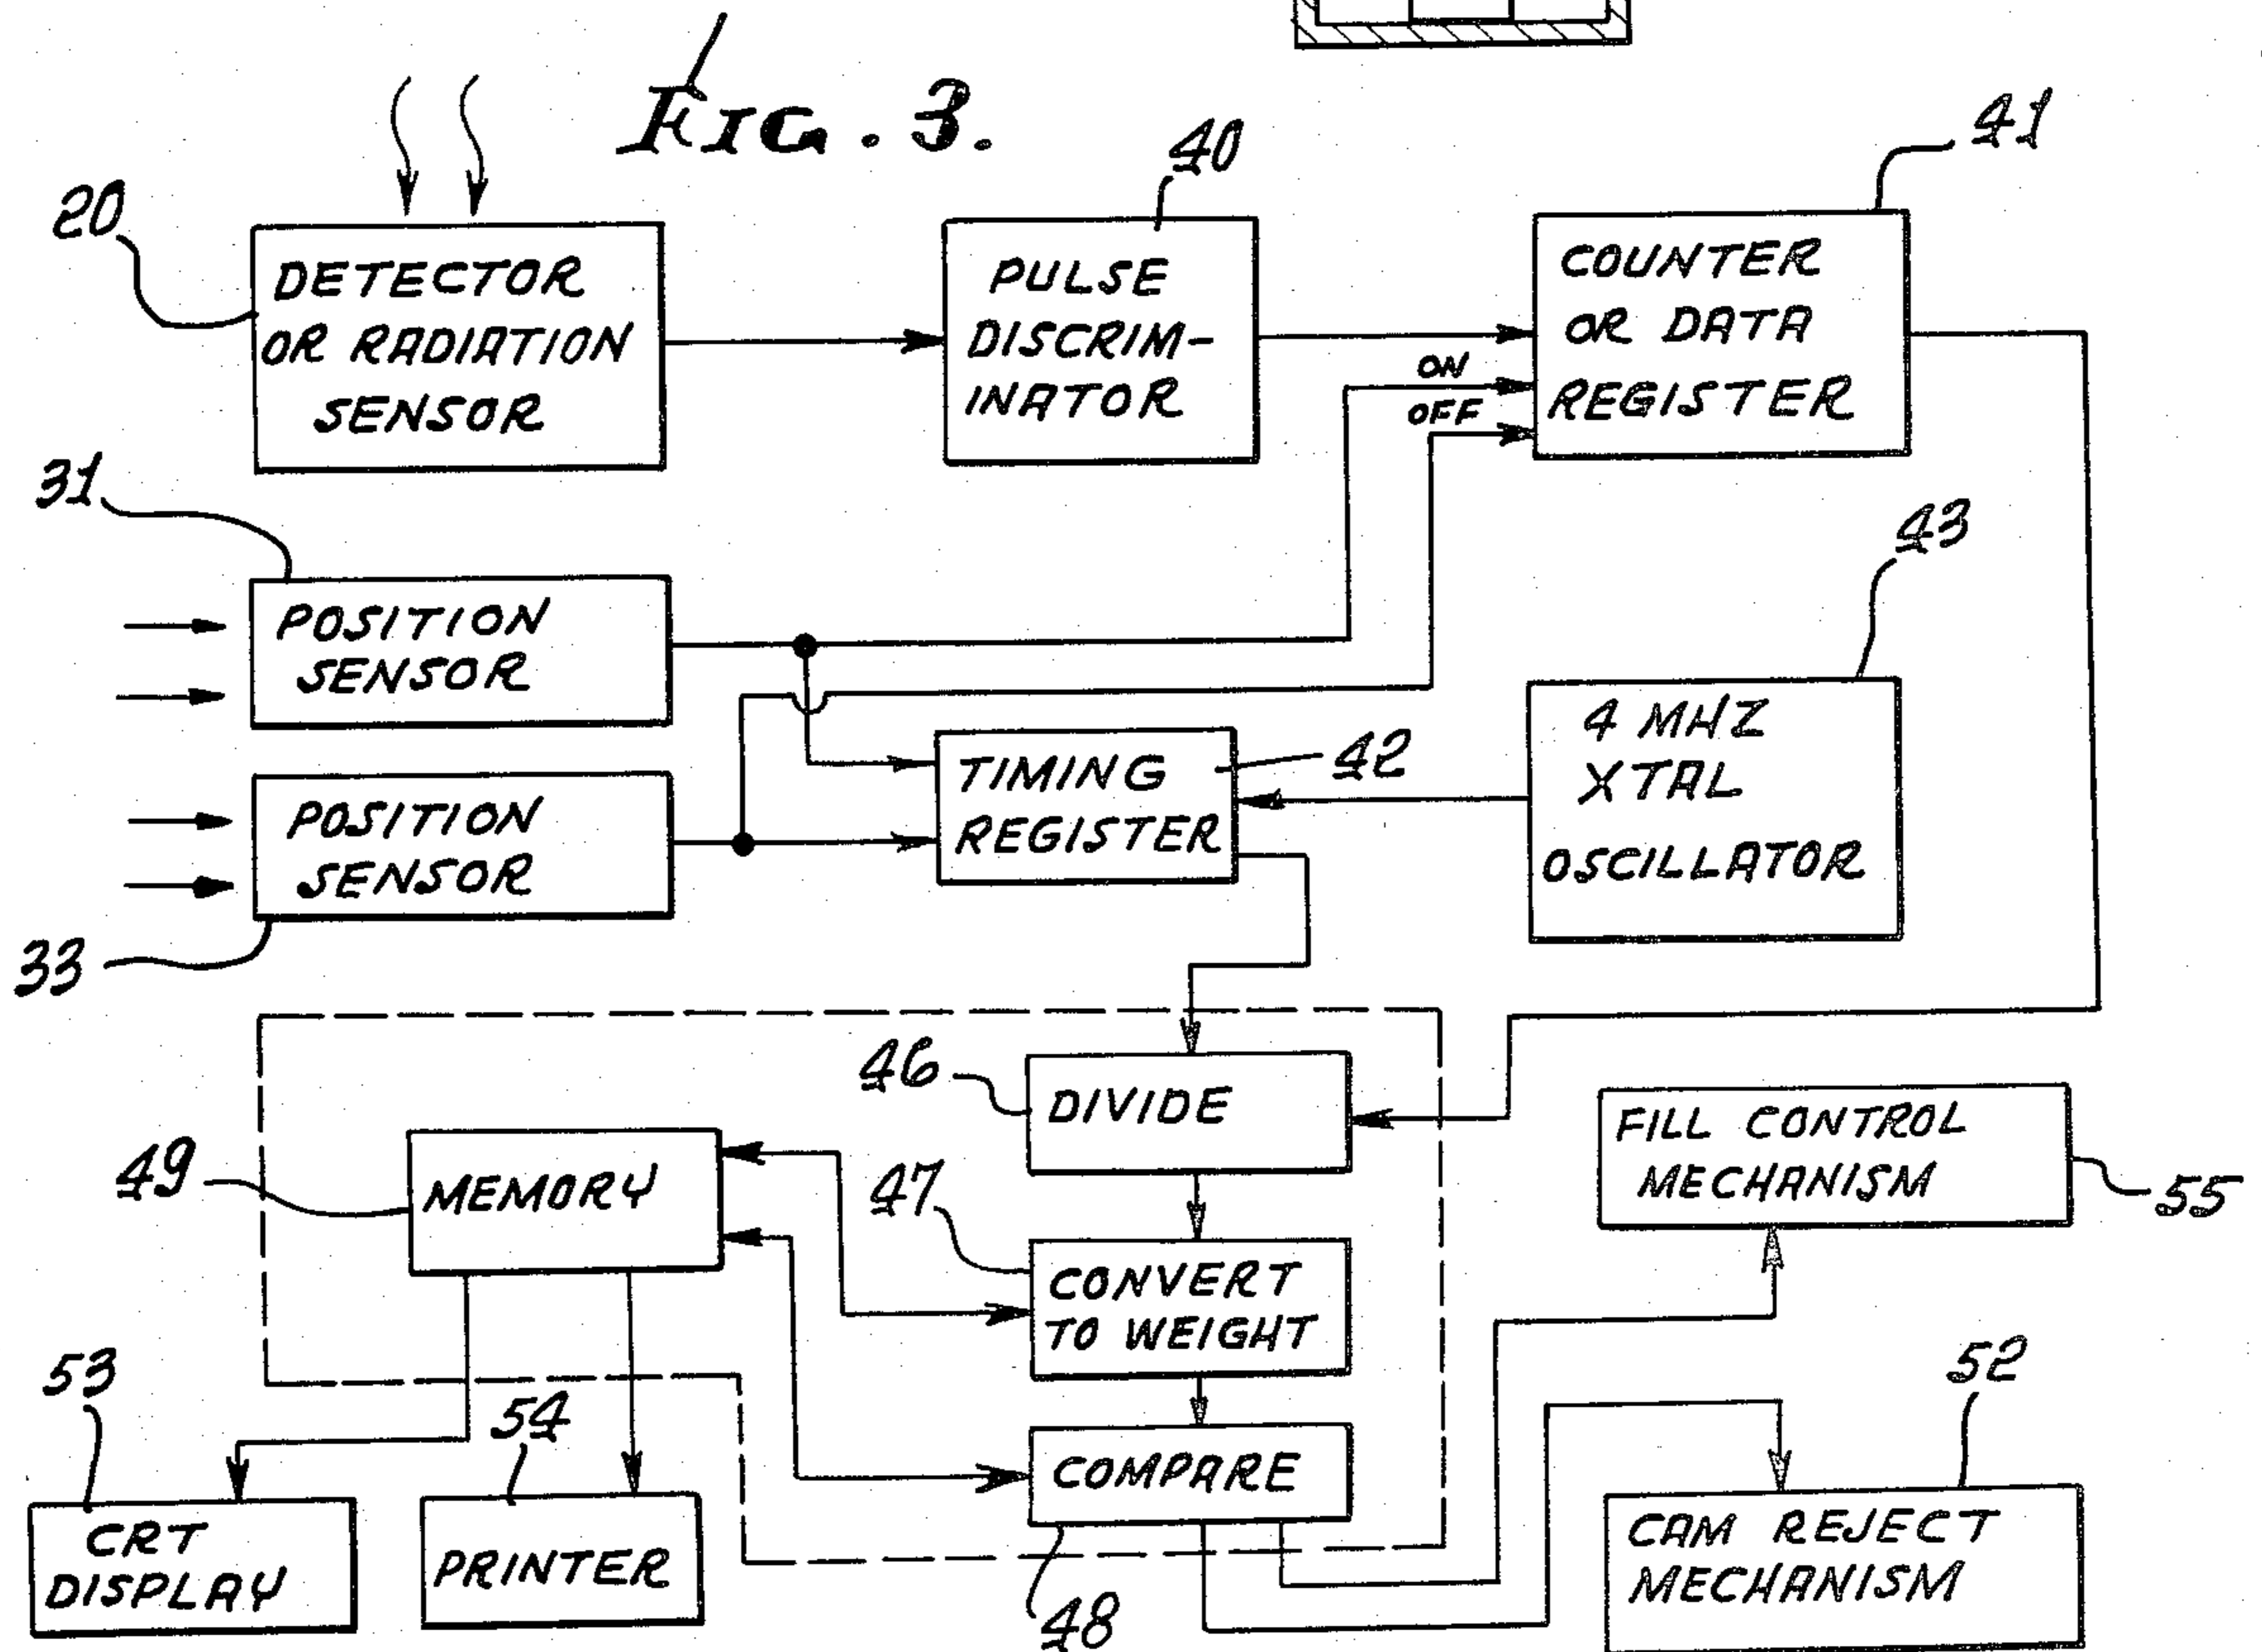 FIG. 3.
20
DETECTOR
OR RADIATION
SENSOR
40
PULSE
DISCRIM-
INATOR
41
COUNTER
OR DATA
REGISTER
ON
OFF
31
POSITION
SENSOR
33
POSITION
SENSOR
42
TIMING
REGISTER
43
4 MHZ
XTAL
OSCILLATOR
46
DIVIDE
49
MEMORY
47
CONVERT
TO WEIGHT
FILL CONTROL
MECHANISM
55
53
CRT
DISPLAY
54
PRINTER
COMPARE
48
52
CAM REJECT
MECHANISM